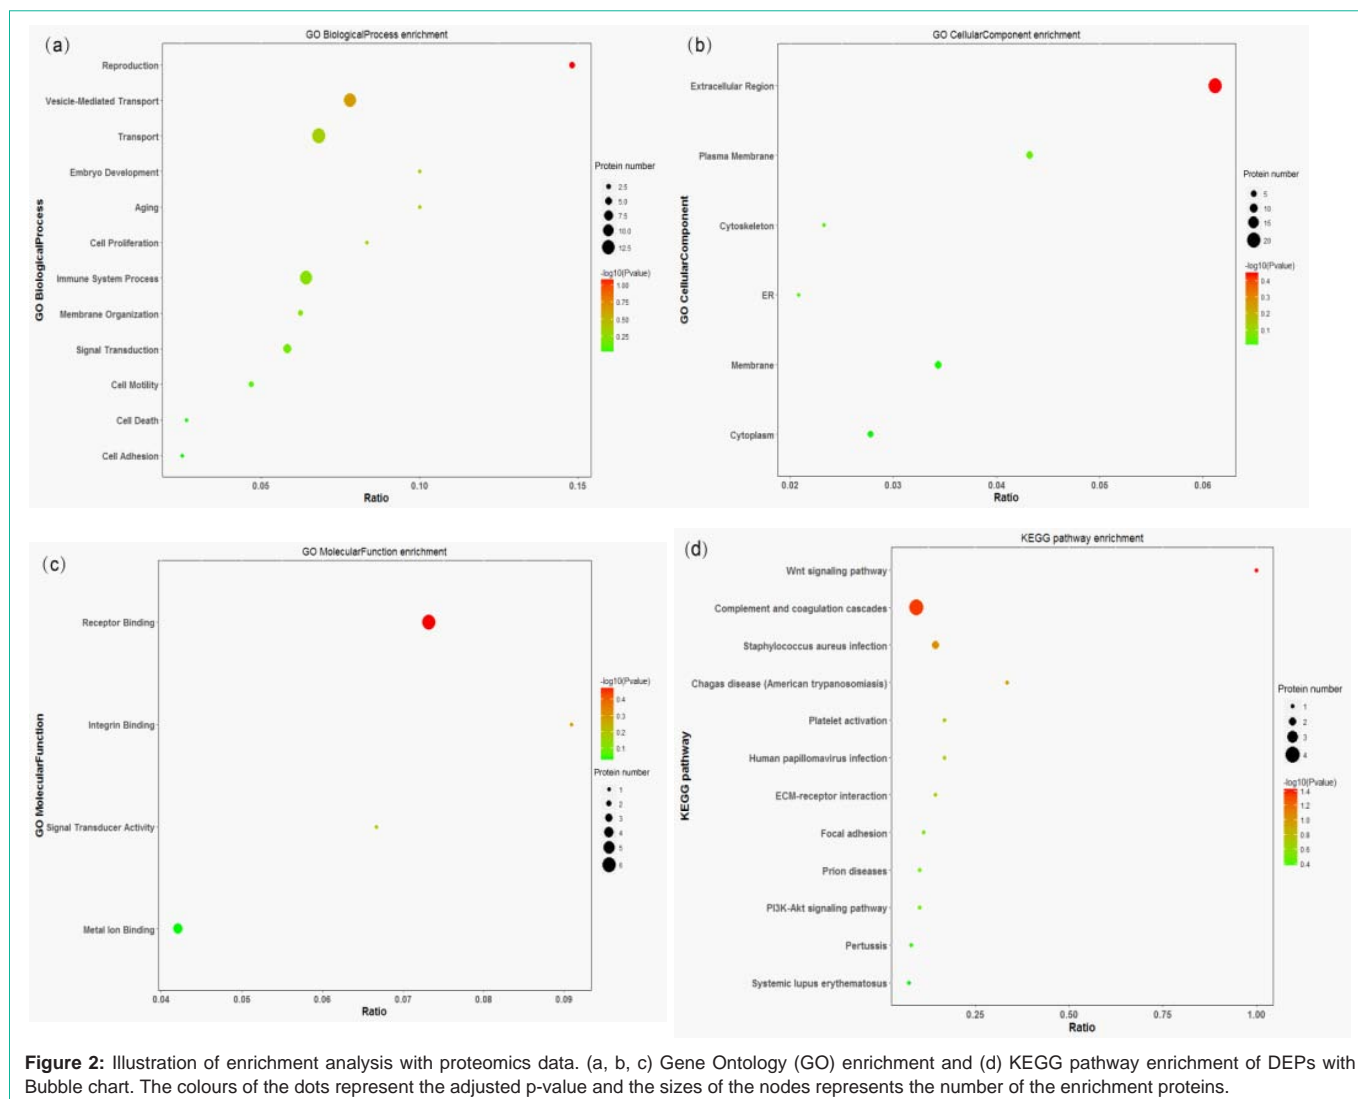 (a)
GO BiologicalProcess enrichment
GO BiologicalProcess
Reproduction
Vesicle-Mediated Transport
Transport
Embryo Development
Aging
Cell Proliferation
Immune System Process
Membrane Organization
Signal Transduction
Cell Motility
Cell Death
Cell Adhesion
0.05 0.10 0.15
Ratio
Protein number
2.5
5.0
7.5
10.0
12.5
-log10(Pvalue)
1.00
0.75
0.50
0.25
(b)
GO CellularComponent enrichment
GO CellularComponent
Extracellular Region
Plasma Membrane
Cytoskeleton
ER
Membrane
Cytoplasm
0.02 0.03 0.04 0.05 0.06
Ratio
Protein number
5
10
15
20
-log10(Pvalue)
0.4
0.3
0.2
0.1
(c)
GO MolecularFunction enrichment
GO MolecularFunction
Receptor Binding
Integrin Binding
Signal Transducer Activity
Metal Ion Binding
0.04 0.05 0.06 0.07 0.08 0.09
Ratio
-log10(Pvalue)
0.4
0.3
0.2
0.1
Protein number
1
2
3
4
5
6
(d)
KEGG pathway enrichment
KEGG pathway
Wnt signaling pathway
Complement and coagulation cascades
Staphylococcus aureus infection
Chagas disease (American trypanosomiasis)
Platelet activation
Human papillomavirus infection
ECM-receptor interaction
Focal adhesion
Prion diseases
PI3K-Akt signaling pathway
Pertussis
Systemic lupus erythematosus
0.25 0.50 0.75 1.00
Ratio
Protein number
1
2
3
4
-log10(Pvalue)
1.4
1.2
1.0
0.8
0.6
0.4
Figure 2: Illustration of enrichment analysis with proteomics data. (a, b, c) Gene Ontology (GO) enrichment and (d) KEGG pathway enrichment of DEPs with
Bubble chart. The colours of the dots represent the adjusted p-value and the sizes of the nodes represents the number of the enrichment proteins.